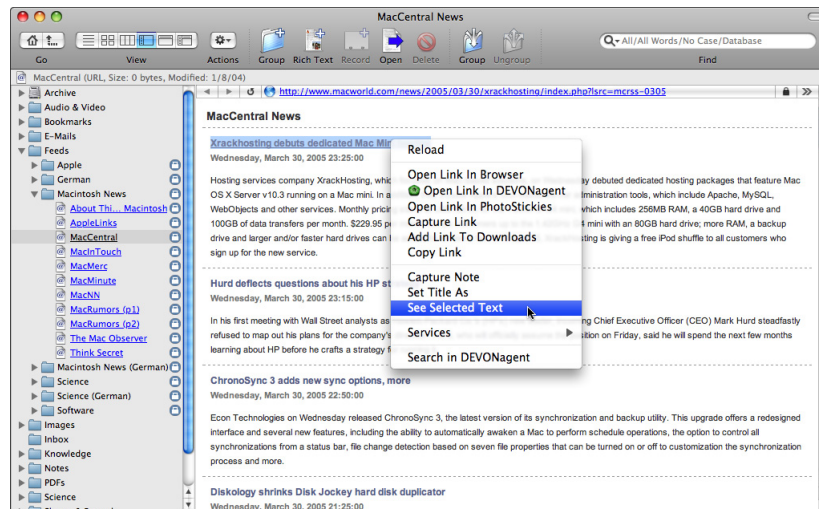 MacCentral News
All/All Words/No Case/Database
Go
View
Actions
Group
Rich Text
Record
Open
Delete
Group
Ungroup
Find
MacCentral (URL, Size: 0 bytes, Modified: 1/8/04)
Archive
Audio & Video
Bookmarks
E-Mails
Feeds
Apple
German
Macintosh News
About Thi... Macintosh
AppleLinks
MacCentral
MacInTouch
MacMerc
MacMinute
MacNN
MacRumors (p1)
MacRumors (p2)
The Mac Observer
Think Secret
Macintosh News (German)
Science
Science (German)
Software
Images
Inbox
Knowledge
Notes
PDFs
Science
http://www.macworld.com/news/2005/03/30/xrackhosting/index.php?lsrc=mcrss-0305
MacCentral News
Xrackhosting debuts dedicated Mac Min
Wednesday, March 30, 2005 23:25:00
Hosting services company XrackHosting, whic day debuted dedicated hosting packages that feature Mac
OS X Server v10.3 running on a Mac mini. In a ministration tools, which include Apache, MySQL,
WebObjects and other services. Monthly pricing which includes 256MB RAM, a 40GB hard drive and
100GB of data transfers per month. $229.95 per 4 mini with an 80GB hard drive; more RAM, a backup
drive and larger and/or faster hard drives can sting is giving a free iPod shuffle to all customers who
sign up for the new service.
Hurd deflects questions about his HP st
Wednesday, March 30, 2005 23:15:00
In his first meeting with Wall Street analysts as ing Chief Executive Officer (CEO) Mark Hurd steadfastly
refused to map out his plans for the company's sition on Friday, said he will spend the next few months
learning about HP before he crafts a strategy f
ChronoSync 3 adds new sync options, more
Wednesday, March 30, 2005 22:50:00
Econ Technologies on Wednesday released ChronoSync 3, the latest version of its synchronization and backup utility. This upgrade offers a redesigned
interface and several new features, including the ability to automatically awaken a Mac to perform schedule operations, the option to control all
synchronizations from a status bar, file change detection based on seven file properties that can be turned on or off to customization the synchronization
process and more.
Diskology shrinks Disk Jockey hard disk duplicator
Wednesday, March 30, 2005 21:25:00
Reload
Open Link In Browser
Open Link In DEVONagent
Open Link In PhotoStickies
Capture Link
Add Link To Downloads
Copy Link
Capture Note
Set Title As
See Selected Text
Services
Search in DEVONagent